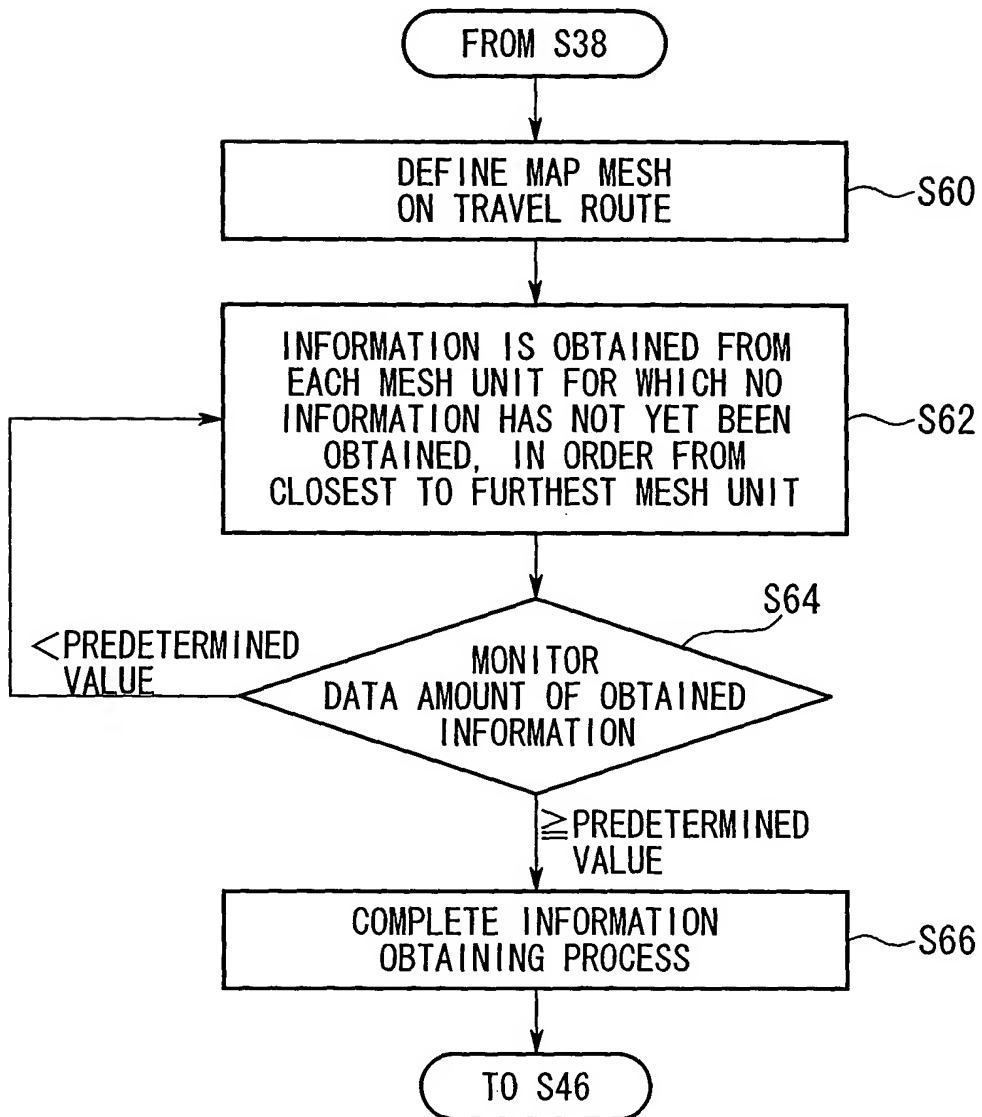 FROM S38
DEFINE MAP MESH
ON TRAVEL ROUTE
S60
INFORMATION IS OBTAINED FROM
EACH MESH UNIT FOR WHICH NO
INFORMATION HAS NOT YET BEEN
OBTAINED, IN ORDER FROM
CLOSEST TO FURTHEST MESH UNIT
S62
S64
<PREDETERMINED
VALUE
MONITOR
DATA AMOUNT OF OBTAINED
INFORMATION
≧PREDETERMINED
VALUE
COMPLETE INFORMATION
OBTAINING PROCESS
S66
TO S46